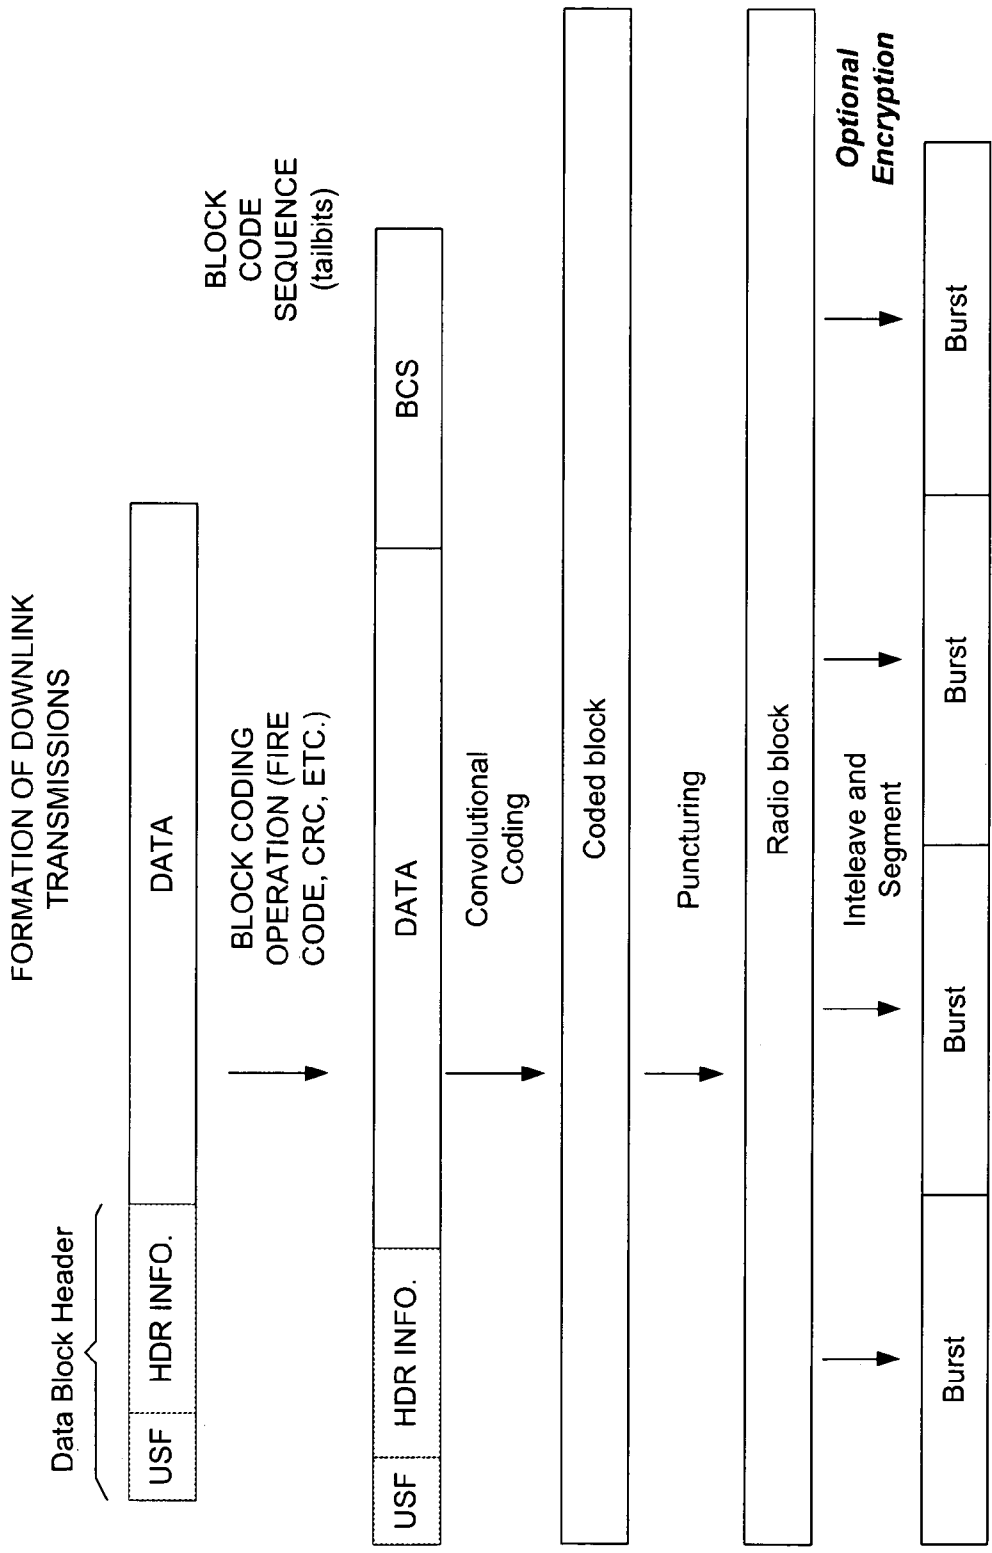 FORMATION OF DOWNLINK
TRANSMISSIONS
Data Block Header
USF
HDR INFO.
DATA
BLOCK CODING
OPERATION (FIRE
CODE, CRC, ETC.)
BLOCK
CODE
SEQUENCE
(tailbits)
USF
HDR INFO.
DATA
BCS
Convolutional
Coding
Coded block
Puncturing
Radio block
Inteleave and
Segment
Optional
Encryption
Burst
Burst
Burst
Burst